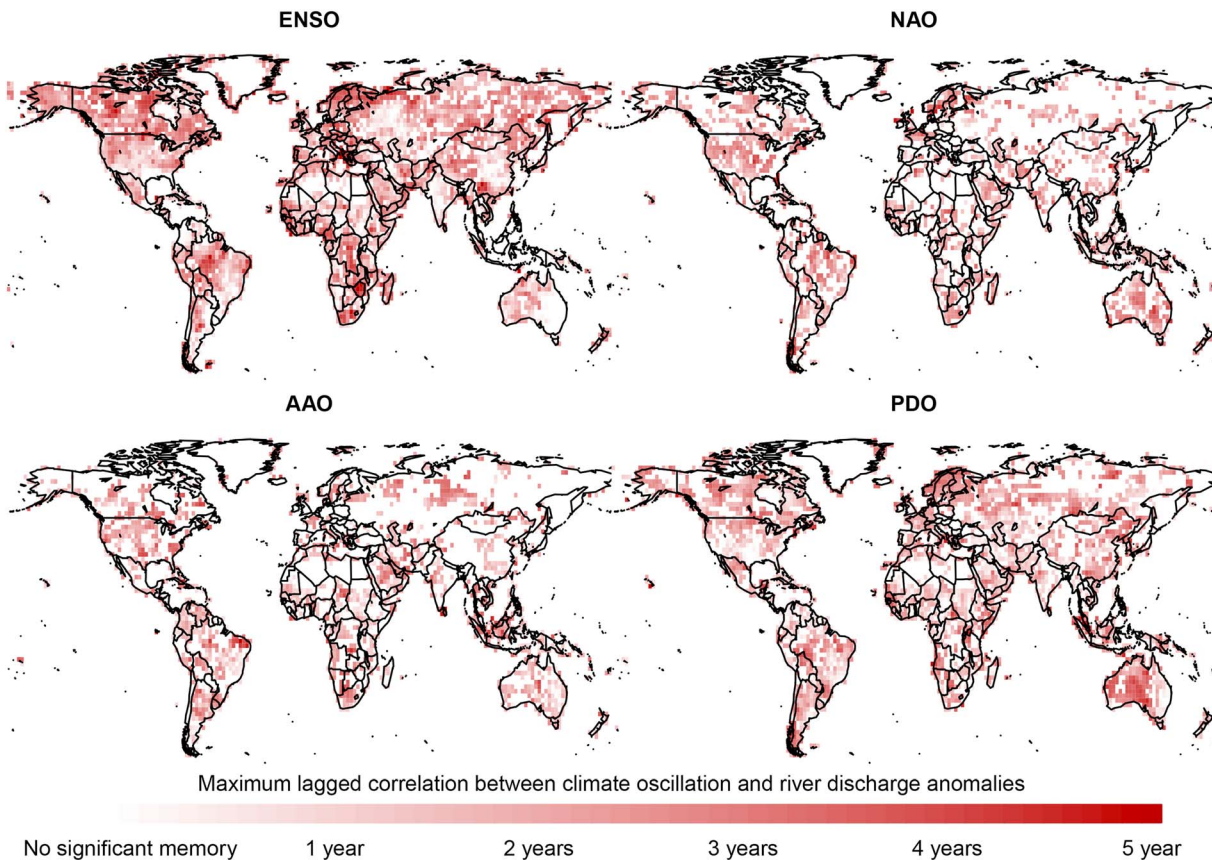 ENSO NAO
AAO PDO
Maximum lagged correlation between climate oscillation and river discharge anomalies
No significant memory 1 year 2 years 3 years 4 years 5 year